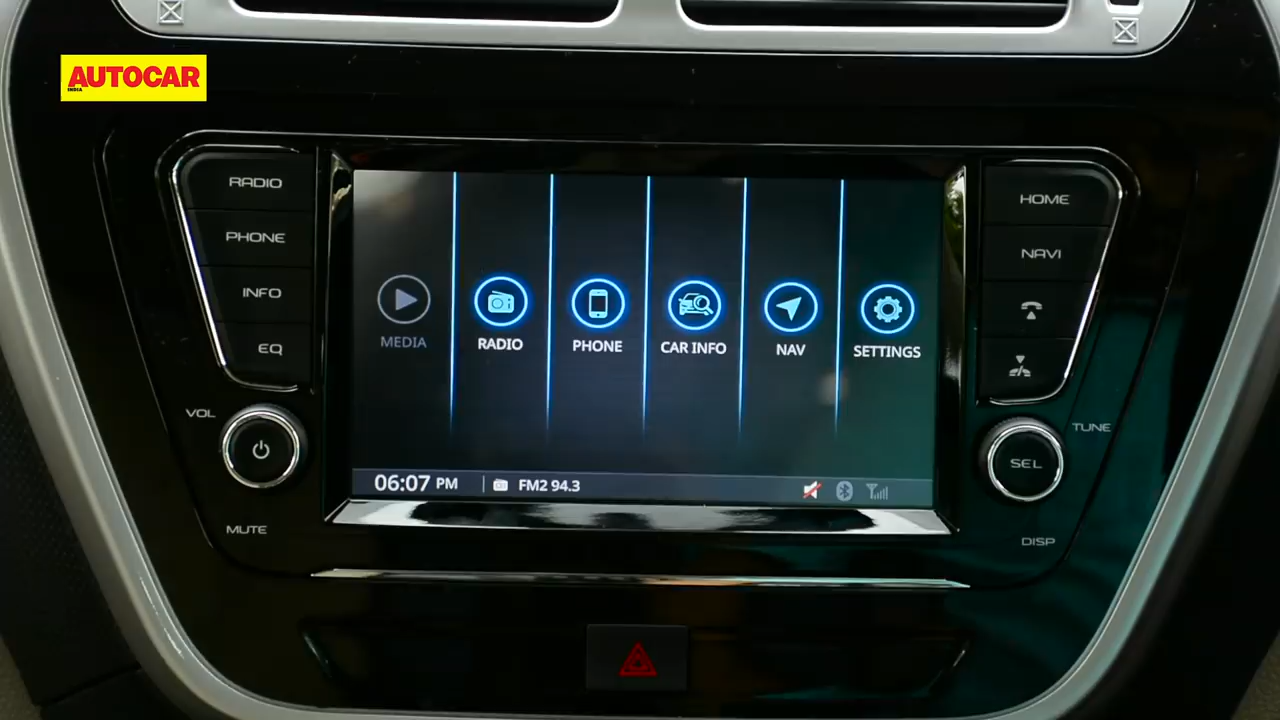 AUTOCAR
INDIA
RADIO
PHONE
INFO
EQ
VOL
MUTE
MEDIA
RADIO
PHONE
CAR INFO
NAV
SETTINGS
06:07 PM
FM2 94.3
HOME
NAVI
TUNE
SEL
DISP